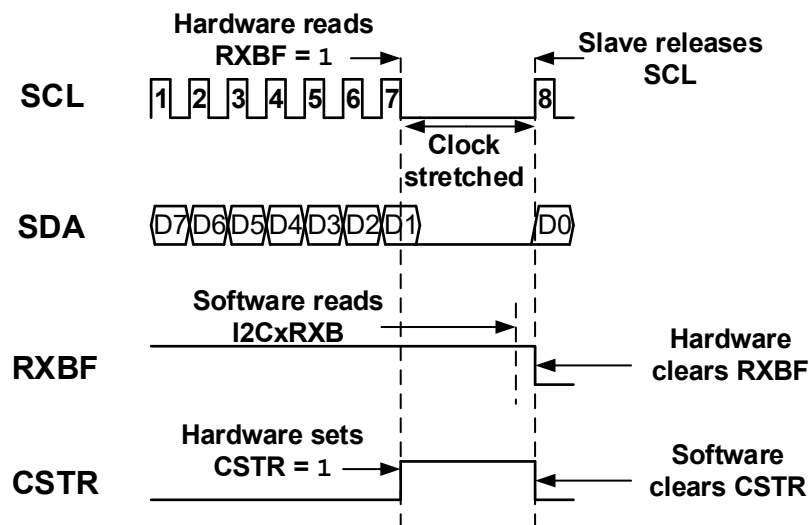 Hardware reads
RXBF = 1
Slave releases
SCL
SCL
1 2 3 4 5 6 7 8
Clock
stretched
SDA
D7 D6 D5 D4 D3 D2 D1 D0
Software reads
I2CxRXB
RXBF
Hardware
clears RXBF
Hardware sets
CSTR = 1
CSTR
Software
clears CSTR